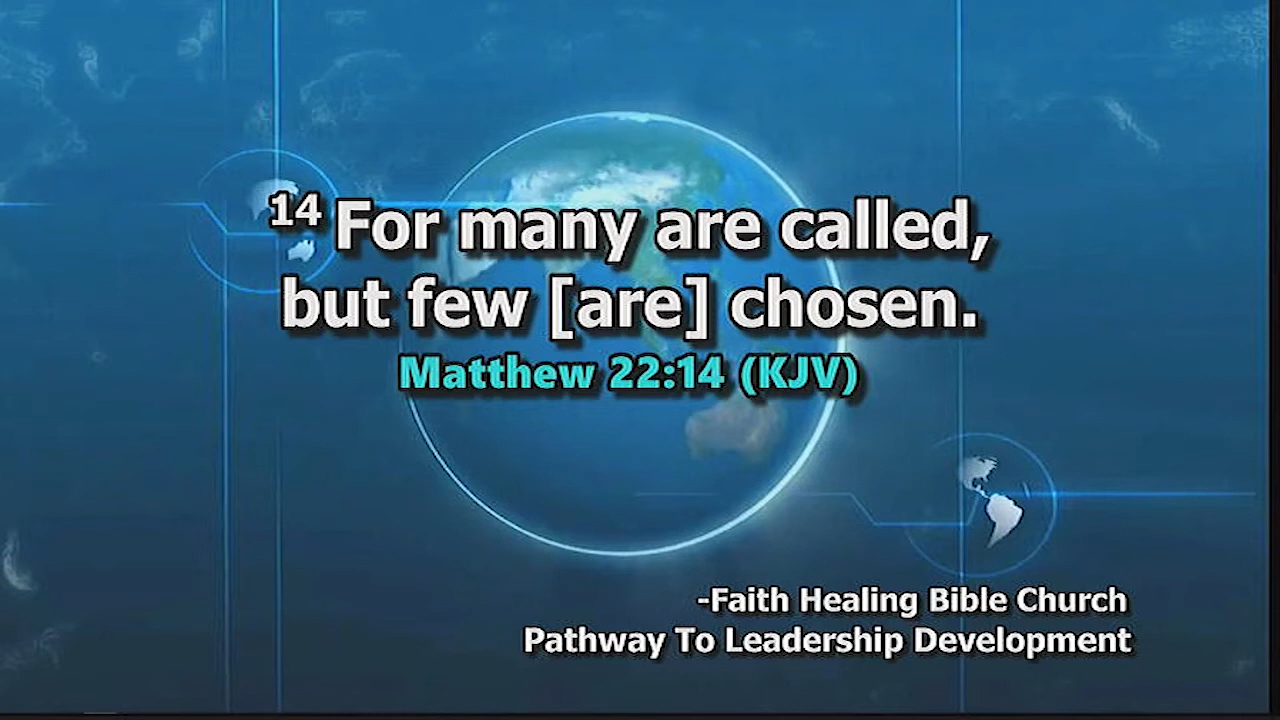 14 For many are called,
but few [are] chosen.
Matthew 22:14 (KJV)
-Faith Healing Bible Church
Pathway To Leadership Development